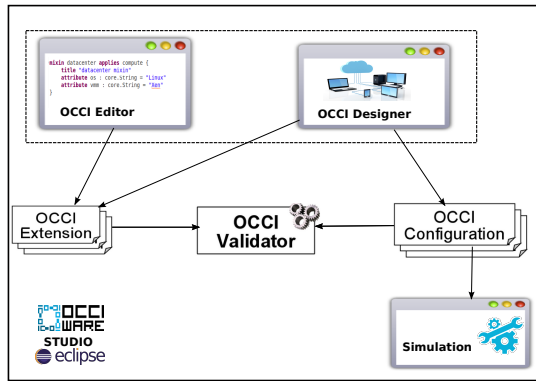 mixin datacenter applies compute {
title "datacenter mixin"
attribute os : core.String = "Linux"
attribute vmm : core.String = "Xen"
}
OCCI Editor
OCCI Designer
OCCI
Extension
OCCI
Validator
OCCI
Configuration
OCCI
WARE
STUDIO
eclipse
Simulation